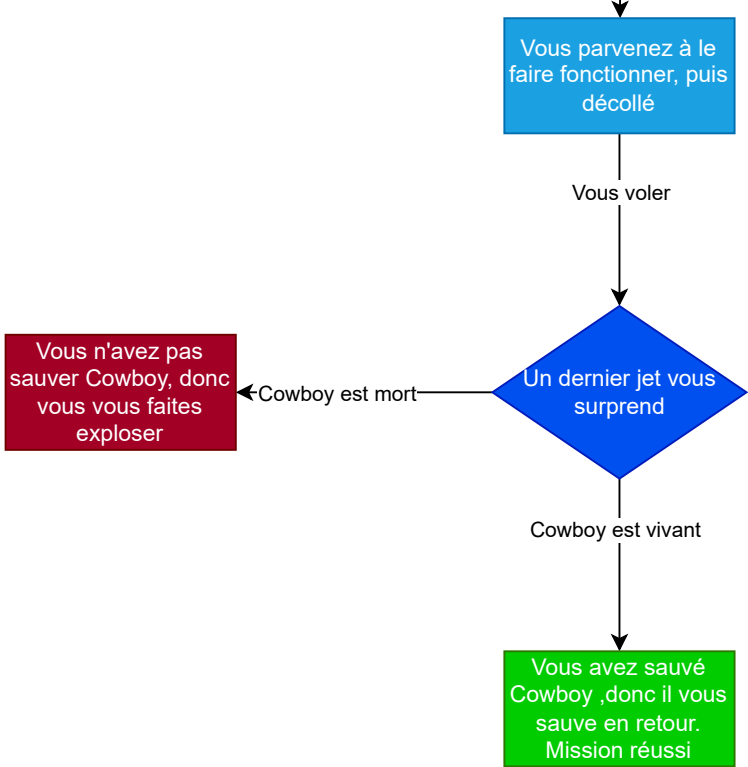 Vous parvenez à le
faire fonctionner, puis
décollé
Vous voler
Un dernier jet vous
surprend
Cowboy est mort
Vous n'avez pas
sauver Cowboy, donc
vous vous faites
exploser
Cowboy est vivant
Vous avez sauvé
Cowboy ,donc il vous
sauve en retour.
Mission réussi